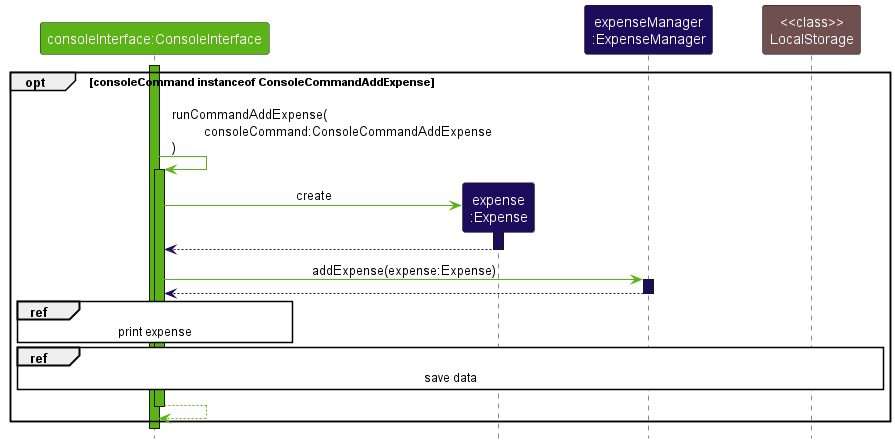 consoleInterface:ConsoleInterface
expenseManager
:ExpenseManager
<<class>>
LocalStorage
opt
[consoleCommand instanceof ConsoleCommandAddExpense]
runCommandAddExpense(
consoleCommand:ConsoleCommandAddExpense
)
create
expense
:Expense
addExpense(expense:Expense)
ref
print expense
ref
save data